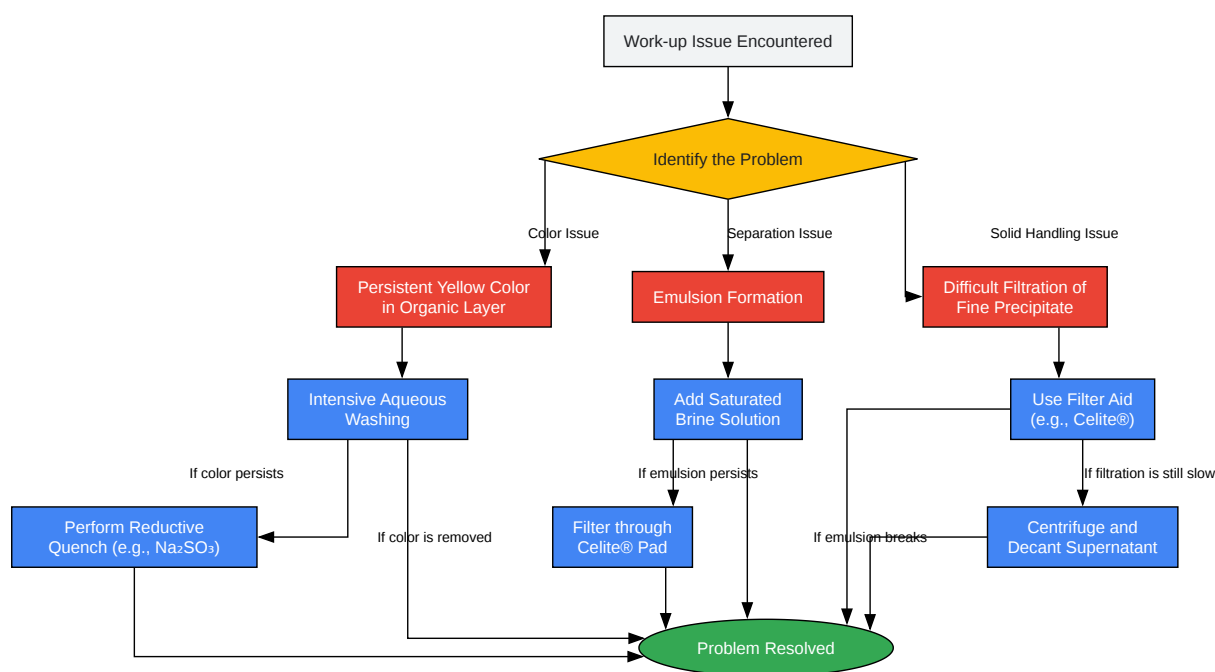 Work-up Issue Encountered
Identify the Problem
Color Issue
Separation Issue
Solid Handling Issue
Persistent Yellow Color
in Organic Layer
Emulsion Formation
Difficult Filtration of
Fine Precipitate
Intensive Aqueous
Washing
Add Saturated
Brine Solution
Use Filter Aid
(e.g., Celite®)
If color persists
If emulsion persists
If filtration is still slow
Perform Reductive
Quench (e.g., Na₂SO₃)
If color is removed
Filter through
Celite® Pad
If emulsion breaks
Centrifuge and
Decant Supernatant
Problem Resolved